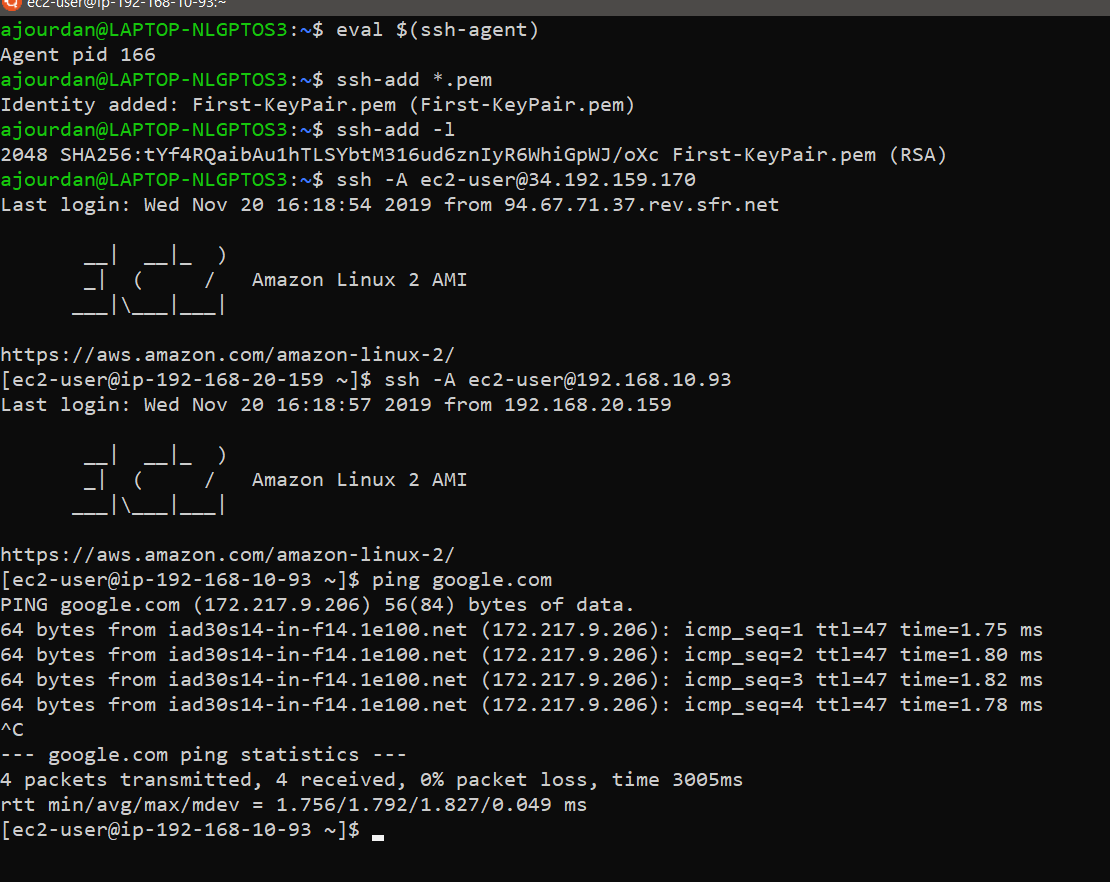 ec2-user@ip-192-168-10-93:~
ajourdan@LAPTOP-NLGPTOS3:~$ eval $(ssh-agent)
Agent pid 166
ajourdan@LAPTOP-NLGPTOS3:~$ ssh-add *.pem
Identity added: First-KeyPair.pem (First-KeyPair.pem)
ajourdan@LAPTOP-NLGPTOS3:~$ ssh-add -l
2048 SHA256:tYf4RQaibAu1hTLSYbtM316ud6znIyR6WhiGpWJ/oXc First-KeyPair.pem (RSA)
ajourdan@LAPTOP-NLGPTOS3:~$ ssh -A ec2-user@34.192.159.170
Last login: Wed Nov 20 16:18:54 2019 from 94.67.71.37.rev.sfr.net

       __|  __|_  )
       _|  (     /   Amazon Linux 2 AMI
      ___|\___|___|

https://aws.amazon.com/amazon-linux-2/
[ec2-user@ip-192-168-20-159 ~]$ ssh -A ec2-user@192.168.10.93
Last login: Wed Nov 20 16:18:57 2019 from 192.168.20.159

       __|  __|_  )
       _|  (     /   Amazon Linux 2 AMI
      ___|\___|___|

https://aws.amazon.com/amazon-linux-2/
[ec2-user@ip-192-168-10-93 ~]$ ping google.com
PING google.com (172.217.9.206) 56(84) bytes of data.
64 bytes from iad30s14-in-f14.1e100.net (172.217.9.206): icmp_seq=1 ttl=47 time=1.75 ms
64 bytes from iad30s14-in-f14.1e100.net (172.217.9.206): icmp_seq=2 ttl=47 time=1.80 ms
64 bytes from iad30s14-in-f14.1e100.net (172.217.9.206): icmp_seq=3 ttl=47 time=1.82 ms
64 bytes from iad30s14-in-f14.1e100.net (172.217.9.206): icmp_seq=4 ttl=47 time=1.78 ms
^C
--- google.com ping statistics ---
4 packets transmitted, 4 received, 0% packet loss, time 3005ms
rtt min/avg/max/mdev = 1.756/1.792/1.827/0.049 ms
[ec2-user@ip-192-168-10-93 ~]$